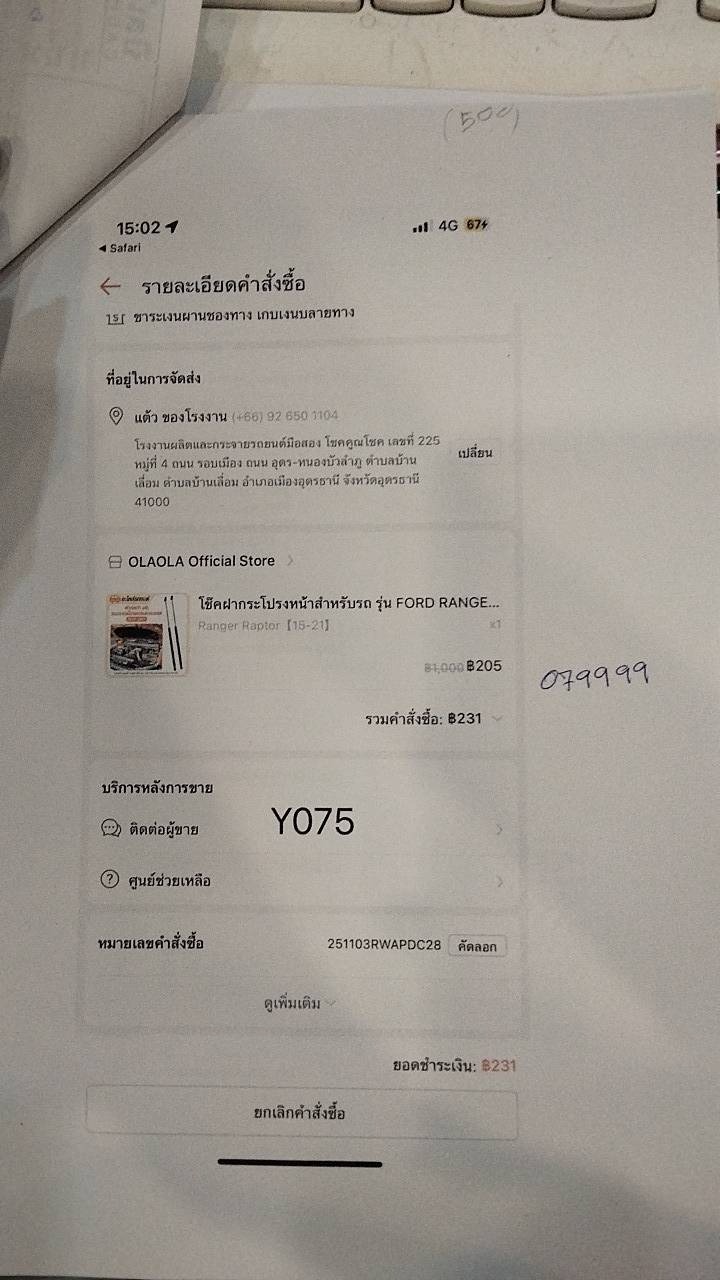 (500)
15:02 4G 67
Safari
รายละเอียดคำสั่งซื้อ
ชำระเงินผ่านช่องทาง เก็บเงินปลายทาง
ที่อยู่ในการจัดส่ง
แต้ว ของโรงงาน (+66) 92 650 1104
โรงงานผลิตและกระจายรถยนต์มือสอง โชคคูณโชค เลขที่ 225
หมู่ที่ 4 ถนน รอบเมือง ถนน อุดร-หนองบัวลำภู ตำบลบ้าน
เลื่อม ตำบลบ้านเลื่อม อำเภอเมืองอุดรธานี จังหวัดอุดรธานี
41000
เปลี่ยน
OLAOLA Official Store
โช๊คฝากระโปรงหน้าสำหรับรถ รุ่น FORD RANGE...
Ranger Raptor【15-21】 x1
฿1,000 ฿205
079999
รวมคำสั่งซื้อ: ฿231
บริการหลังการขาย
ติดต่อผู้ขาย
Y075
ศูนย์ช่วยเหลือ
หมายเลขคำสั่งซื้อ 251103RWAPDC28 คัดลอก
ดูเพิ่มเติม
ยอดชำระเงิน: ฿231
ยกเลิกคำสั่งซื้อ